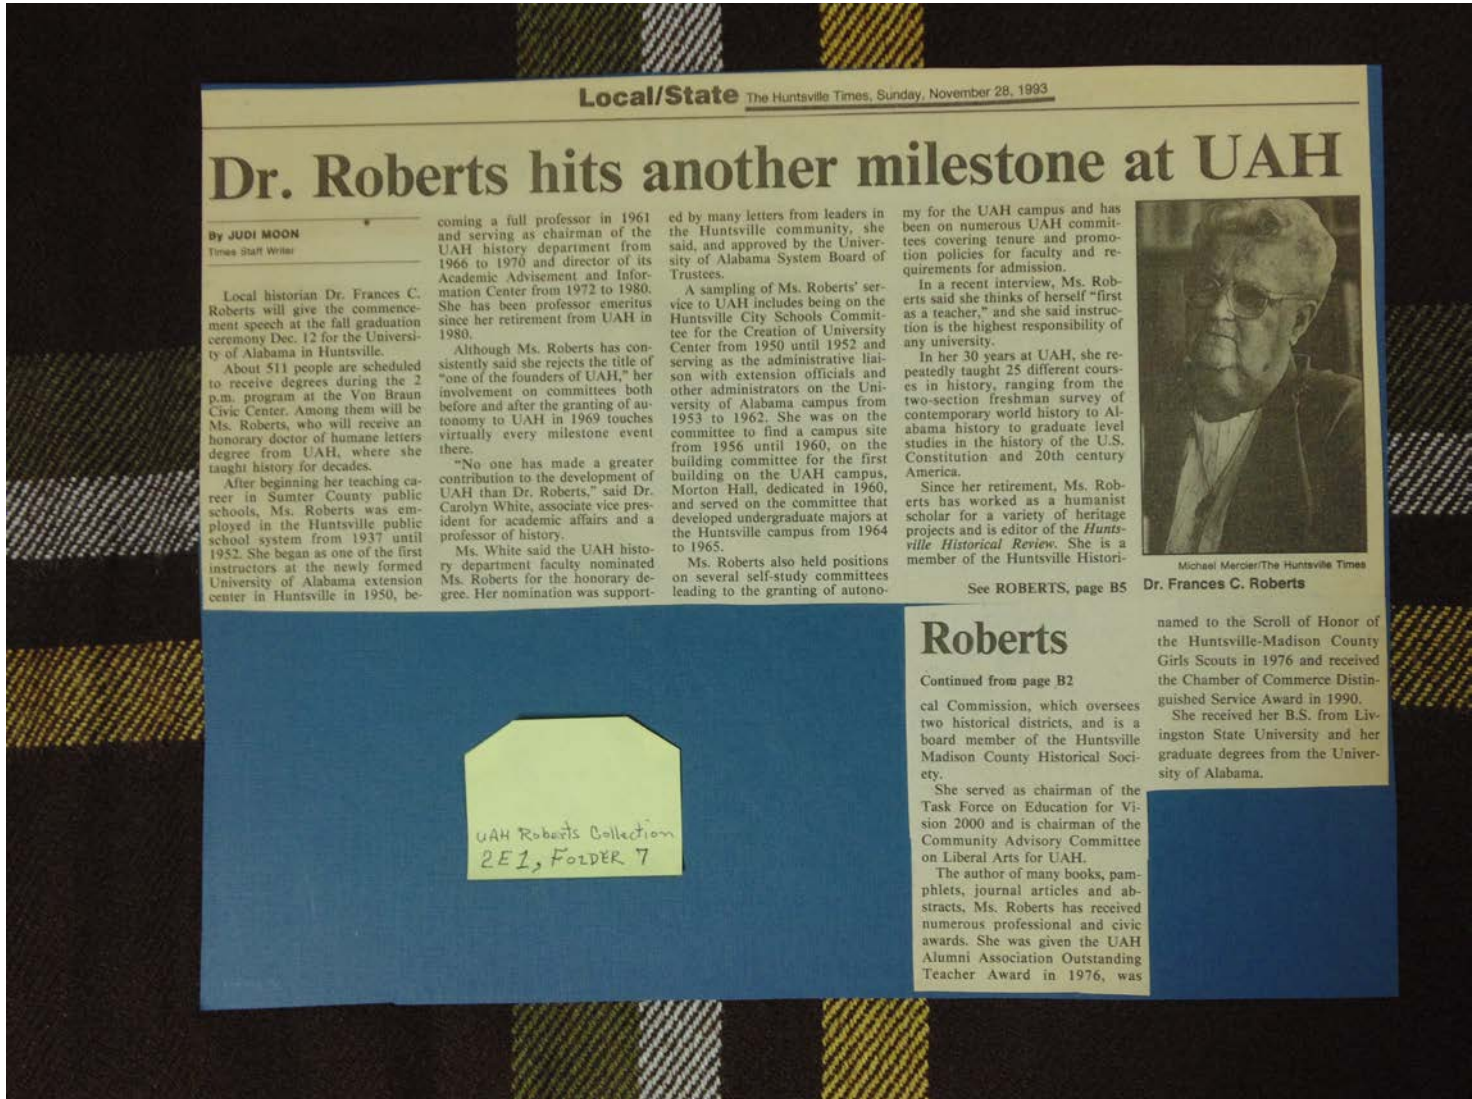 Local/State The Huntsville Times, Sunday, November 28, 1993
Dr. Roberts hits another milestone at UAH
By JUDI MOON
Times Staff Writer
Local historian Dr. Frances C.
Roberts will give the commence-
ment speech at the fall graduation
ceremony Dec. 12 for the Universi-
ty of Alabama in Huntsville.
About 511 people are scheduled
to receive degrees during the 2
p.m. program at the Von Braun
Civic Center. Among them will be
Ms. Roberts, who will receive an
honorary doctor of humane letters
degree from UAH, where she
taught history for decades.
After beginning her teaching ca-
reer in Sumter County public
schools, Ms. Roberts was em-
ployed in the Huntsville public
school system from 1937 until
1952. She began as one of the first
instructors at the newly formed
University of Alabama extension
center in Huntsville in 1950, be-
coming a full professor in 1961
and serving as chairman of the
UAH history department from
1966 to 1970 and director of its
Academic Advisement and Infor-
mation Center from 1972 to 1980.
She has been professor emeritus
since her retirement from UAH in
1980.
Although Ms. Roberts has con-
sistently said she rejects the title of
"one of the founders of UAH," her
involvement on committees both
before and after the granting of au-
tonomy to UAH in 1969 touches
virtually every milestone event
there.
"No one has made a greater
contribution to the development of
UAH than Dr. Roberts," said Dr.
Carolyn White, associate vice pres-
ident for academic affairs and a
professor of history.
Ms. White said the UAH histo-
ry department faculty nominated
Ms. Roberts for the honorary de-
gree. Her nomination was support-
ed by many letters from leaders in
the Huntsville community, she
said, and approved by the Univer-
sity of Alabama System Board of
Trustees.
A sampling of Ms. Roberts' ser-
vice to UAH includes being on the
Huntsville City Schools Commit-
tee for the Creation of University
Center from 1950 until 1952 and
serving as the administrative liai-
son with extension officials and
other administrators on the Uni-
versity of Alabama campus from
1953 to 1962. She was on the
committee to find a campus site
from 1956 until 1960, on the
building committee for the first
building on the UAH campus,
Morton Hall, dedicated in 1960,
and served on the committee that
developed undergraduate majors at
the Huntsville campus from 1964
to 1965.
Ms. Roberts also held positions
on several self-study committees
leading to the granting of autono-
my for the UAH campus and has
been on numerous UAH commit-
tees covering tenure and promo-
tion policies for faculty and re-
quirements for admission.
In a recent interview, Ms. Rob-
erts said she thinks of herself "first
as a teacher," and she said instruc-
tion is the highest responsibility of
any university.
In her 30 years at UAH, she re-
peatedly taught 25 different cours-
es in history, ranging from the
two-section freshman survey of
contemporary world history to Al-
abama history to graduate level
studies in the history of the U.S.
Constitution and 20th century
America.
Since her retirement, Ms. Rob-
erts has worked as a humanist
scholar for a variety of heritage
projects and is editor of the Hunts-
ville Historical Review. She is a
member of the Huntsville Histori-
See ROBERTS, page B5
Michael Mercier/The Huntsville Times
Dr. Frances C. Roberts
Roberts
Continued from page B2
cal Commission, which oversees
two historical districts, and is a
board member of the Huntsville
Madison County Historical Soci-
ety.
She served as chairman of the
Task Force on Education for Vi-
sion 2000 and is chairman of the
Community Advisory Committee
on Liberal Arts for UAH.
The author of many books, pam-
phlets, journal articles and ab-
stracts, Ms. Roberts has received
numerous professional and civic
awards. She was given the UAH
Alumni Association Outstanding
Teacher Award in 1976, was
named to the Scroll of Honor of
the Huntsville-Madison County
Girls Scouts in 1976 and received
the Chamber of Commerce Distin-
guished Service Award in 1990.
She received her B.S. from Liv-
ingston State University and her
graduate degrees from the Univer-
sity of Alabama.
UAH Roberts Collection
2E1, FOLDER 7